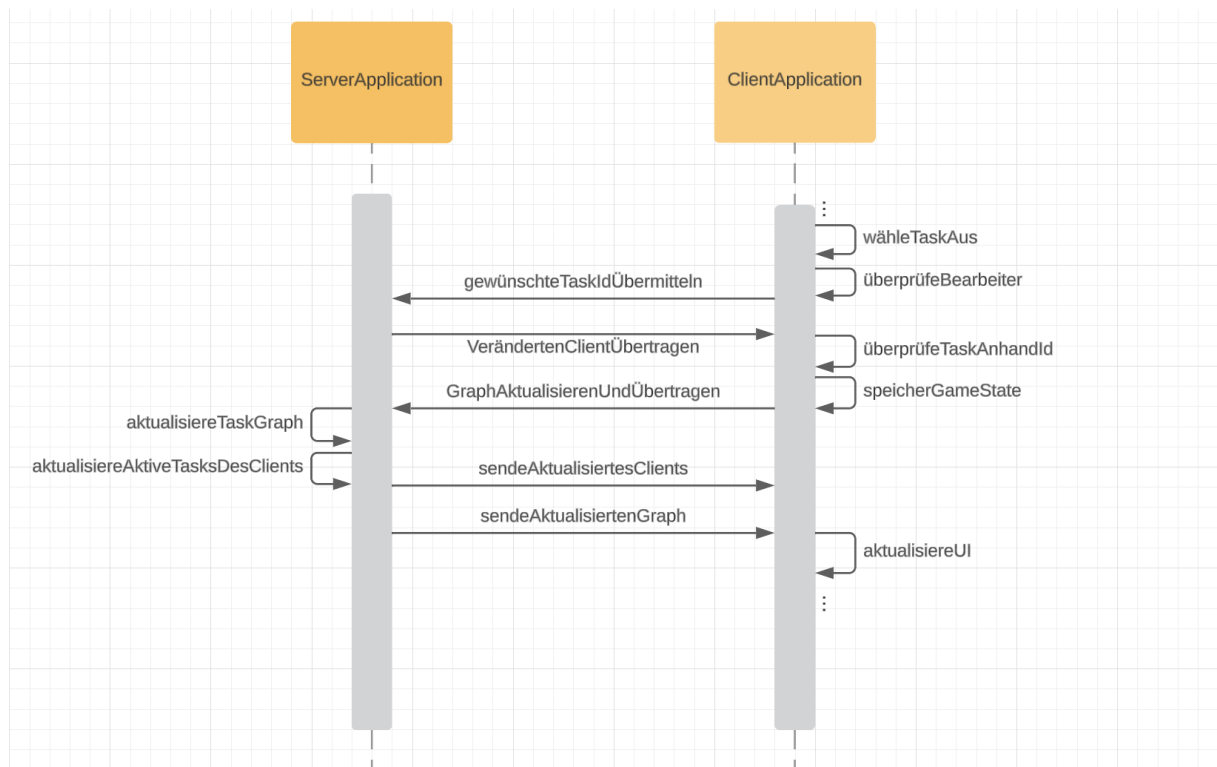 ServerApplication
ClientApplication
wähleTaskAus
überprüfeBearbeiter
gewünschteTaskIdÜbermitteln
VerändertenClientÜbertragen
überprüfeTaskAnhandId
GraphAktualisierenUndÜbertragen
speicherGameState
aktualisiereTaskGraph
aktualisiereAktiveTasksDesClients
sendeAktualisiertesClients
sendeAktualisiertenGraph
aktualisiereUI